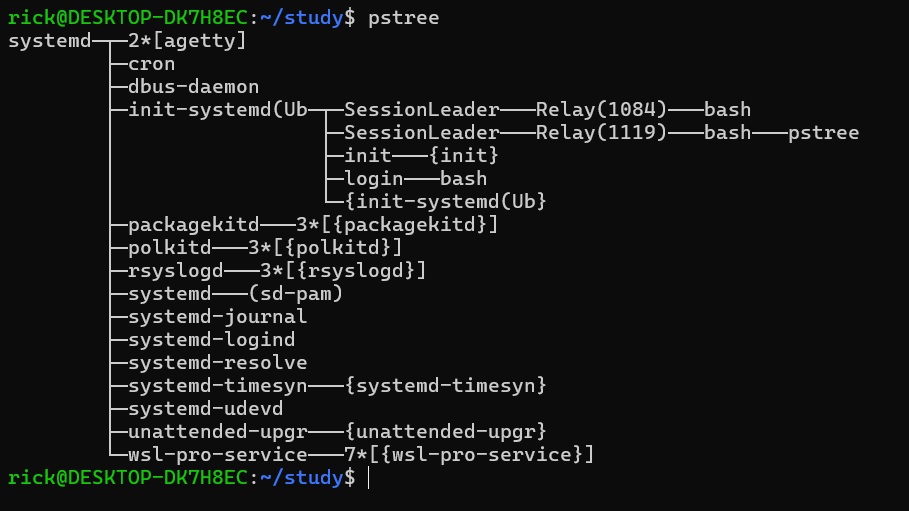 rick@DESKTOP-DK7H8EC:~/study$ pstree
systemd─┬─2*[agetty]
        ├─cron
        ├─dbus-daemon
        ├─init-systemd(Ub─┬─SessionLeader───Relay(1084)───bash
        │                 ├─SessionLeader───Relay(1119)───bash───pstree
        │                 ├─init───{init}
        │                 ├─login───bash
        │                 └─{init-systemd(Ub}
        ├─packagekitd───3*[{packagekitd}]
        ├─polkitd───3*[{polkitd}]
        ├─rsyslogd───3*[{rsyslogd}]
        ├─systemd───(sd-pam)
        ├─systemd-journal
        ├─systemd-logind
        ├─systemd-resolve
        ├─systemd-timesyn───{systemd-timesyn}
        ├─systemd-udevd
        ├─unattended-upgr───{unattended-upgr}
        └─wsl-pro-service───7*[{wsl-pro-service}]
rick@DESKTOP-DK7H8EC:~/study$